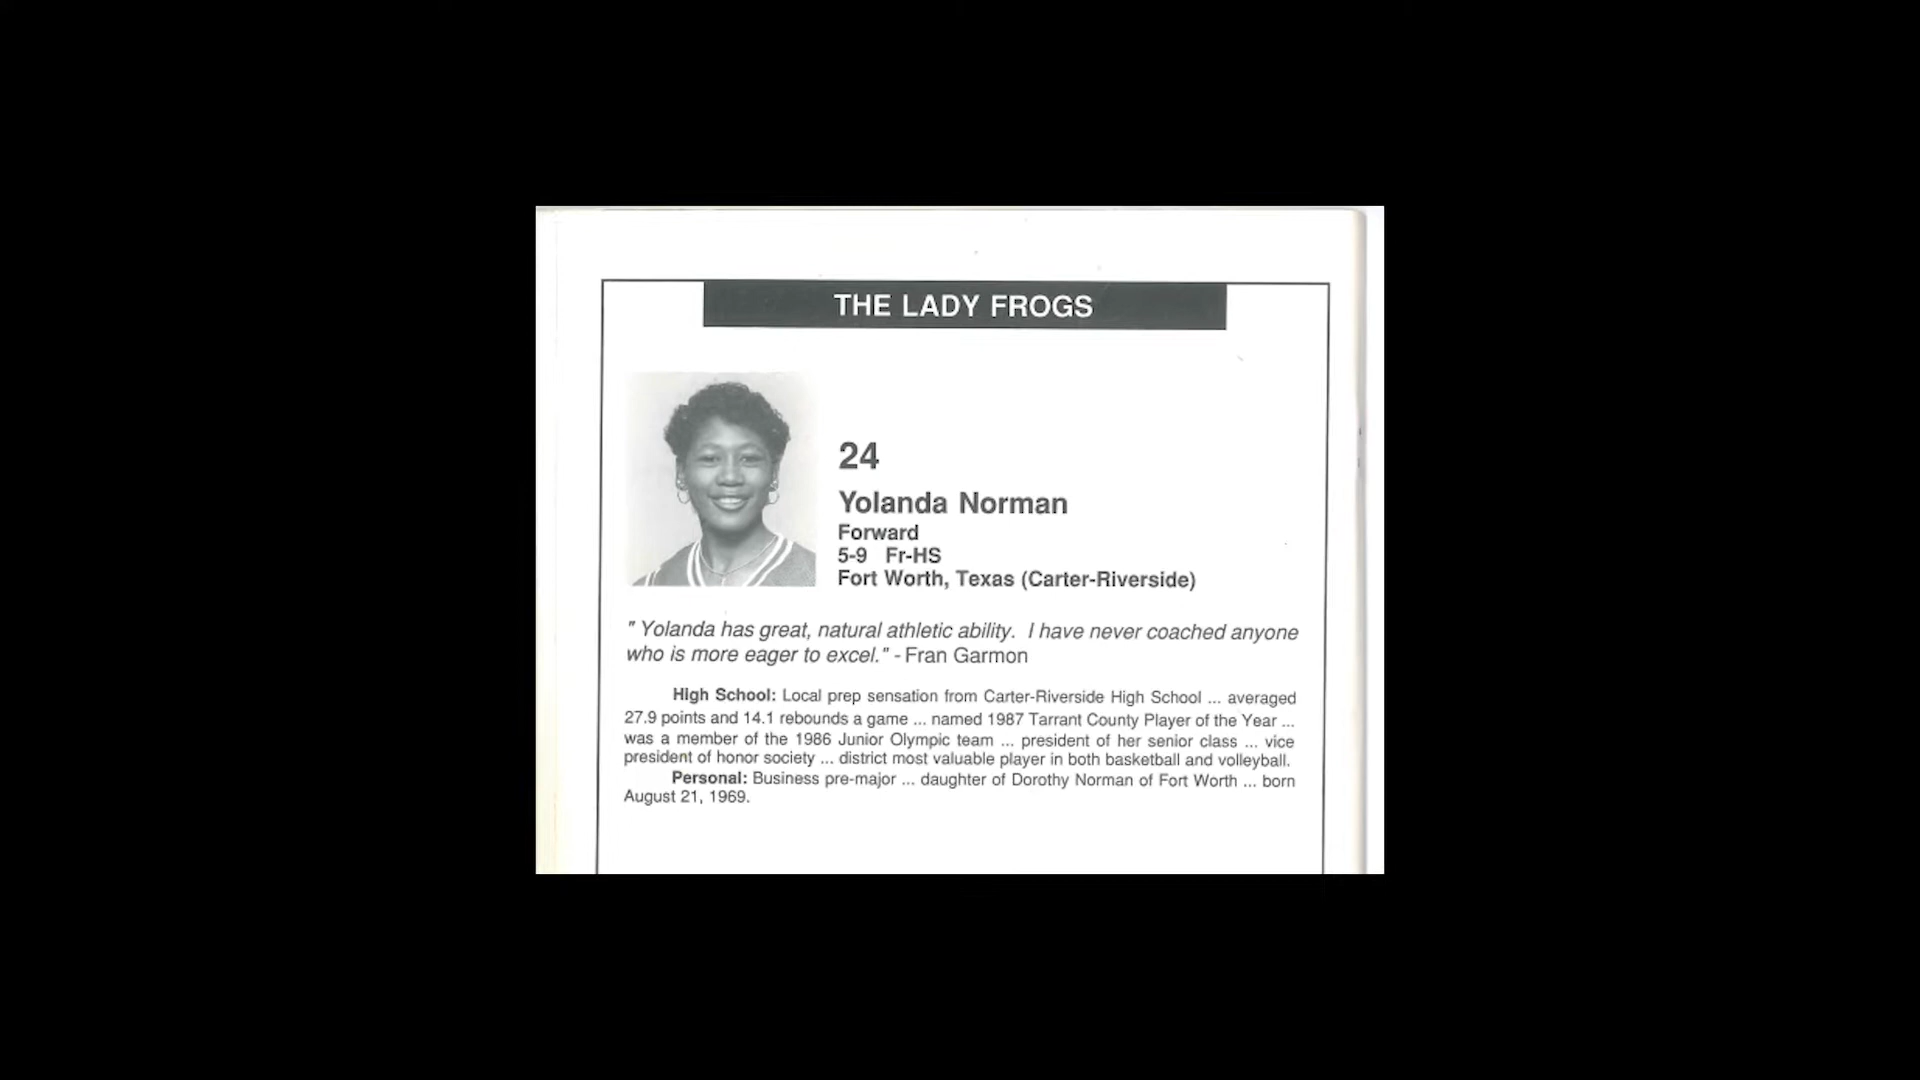 THE LADY FROGS
24
Yolanda Norman
Forward
5-9 Fr-HS
Fort Worth, Texas (Carter-Riverside)
" Yolanda has great, natural athletic ability. I have never coached anyone
who is more eager to excel." - Fran Garmon
High School: Local prep sensation from Carter-Riverside High School ... averaged
27.9 points and 14.1 rebounds a game ... named 1987 Tarrant County Player of the Year ...
was a member of the 1986 Junior Olympic team ... president of her senior class ... vice
president of honor society ... district most valuable player in both basketball and volleyball.
Personal: Business pre-major ... daughter of Dorothy Norman of Fort Worth ... born
August 21, 1969.